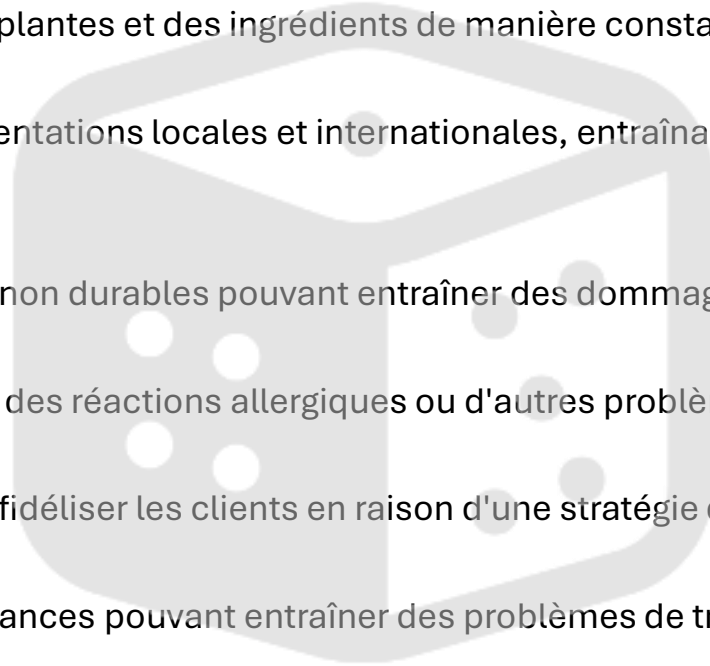 plantes et des ingrédients de manière consta
entations locales et internationales, entraîna
non durables pouvant entraîner des dommag
des réactions allergiques ou d'autres problè
fidéliser les clients en raison d'une stratégie
ances pouvant entraîner des problèmes de tr